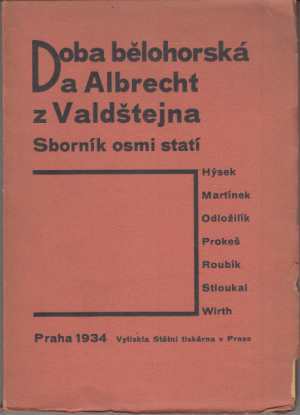 Doba bělohorská
a Albrecht
z Valdštejna
Sborník osmi statí
Hýsek
Martínek
Odložilík
Prokeš
Roubík
Stloukal
Wirth
Praha 1934 Vytiskla Státní tiskárna v Praze